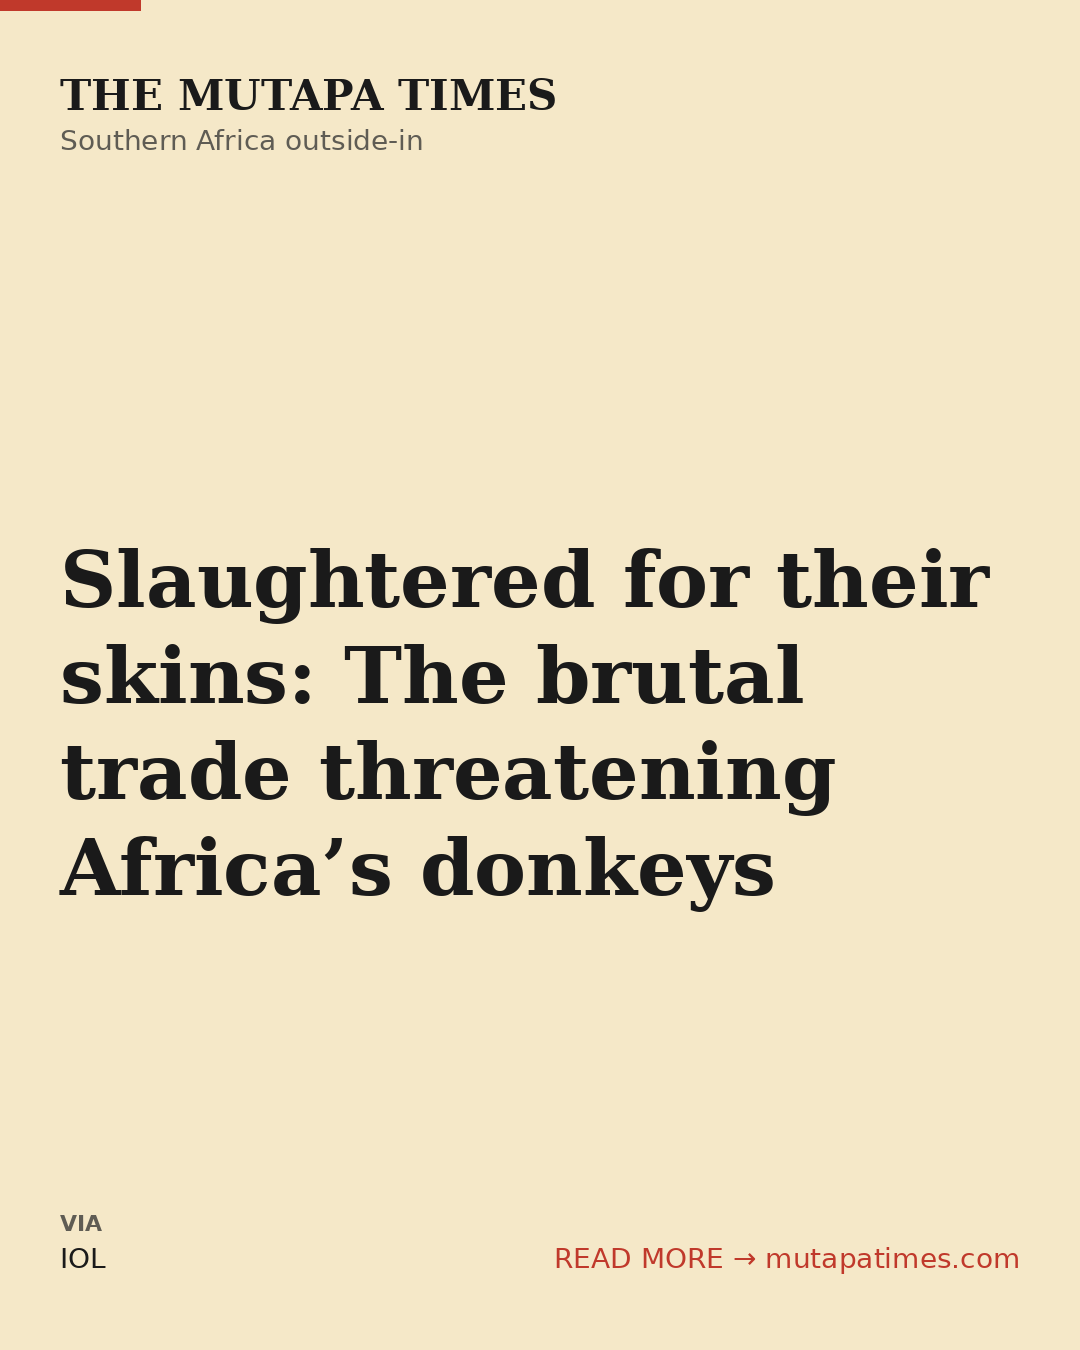 THE MUTAPA TIMES
Southern Africa outside-in
Slaughtered for their
skins: The brutal
trade threatening
Africa’s donkeys
VIA
IOL
READ MORE → mutapatimes.com